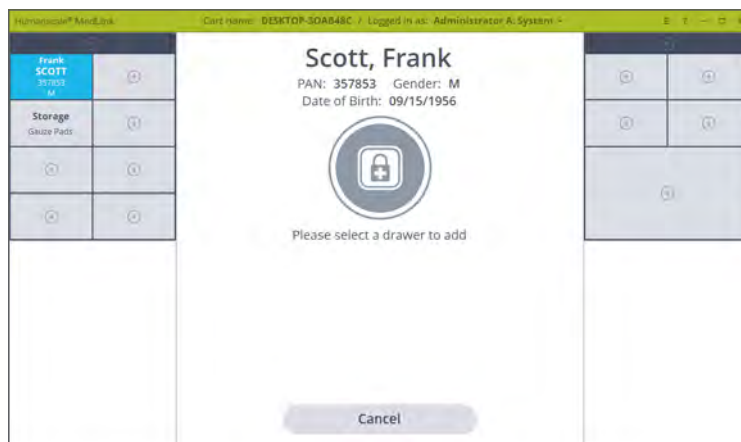 Humanscale® MedLink
Cart name: DESKTOP-SOAB48C / Logged in as: Administrator A. System
Frank
SCOTT
357853
M
Storage
Gauze Pads
Scott, Frank
PAN: 357853 Gender: M
Date of Birth: 09/15/1956
Please select a drawer to add
Cancel